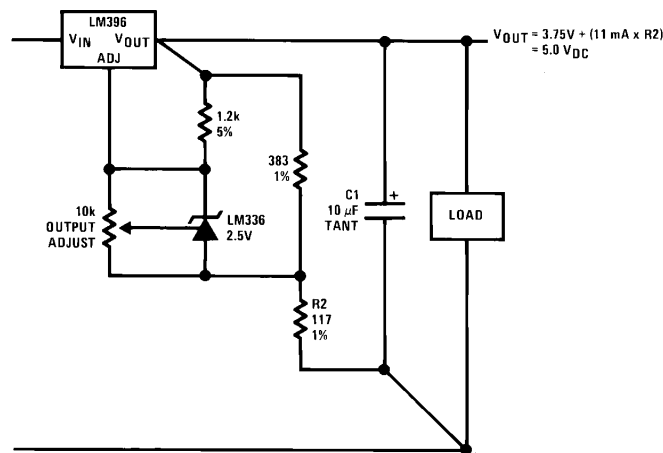 LM396
VIN VOUT
ADJ
VOUT = 3.75V + (11 mA x R2)
= 5.0 VDC
1.2k
5%
383
1%
10k
OUTPUT
ADJUST
LM336
2.5V
C1
+
10 µF
TANT
LOAD
R2
117
1%